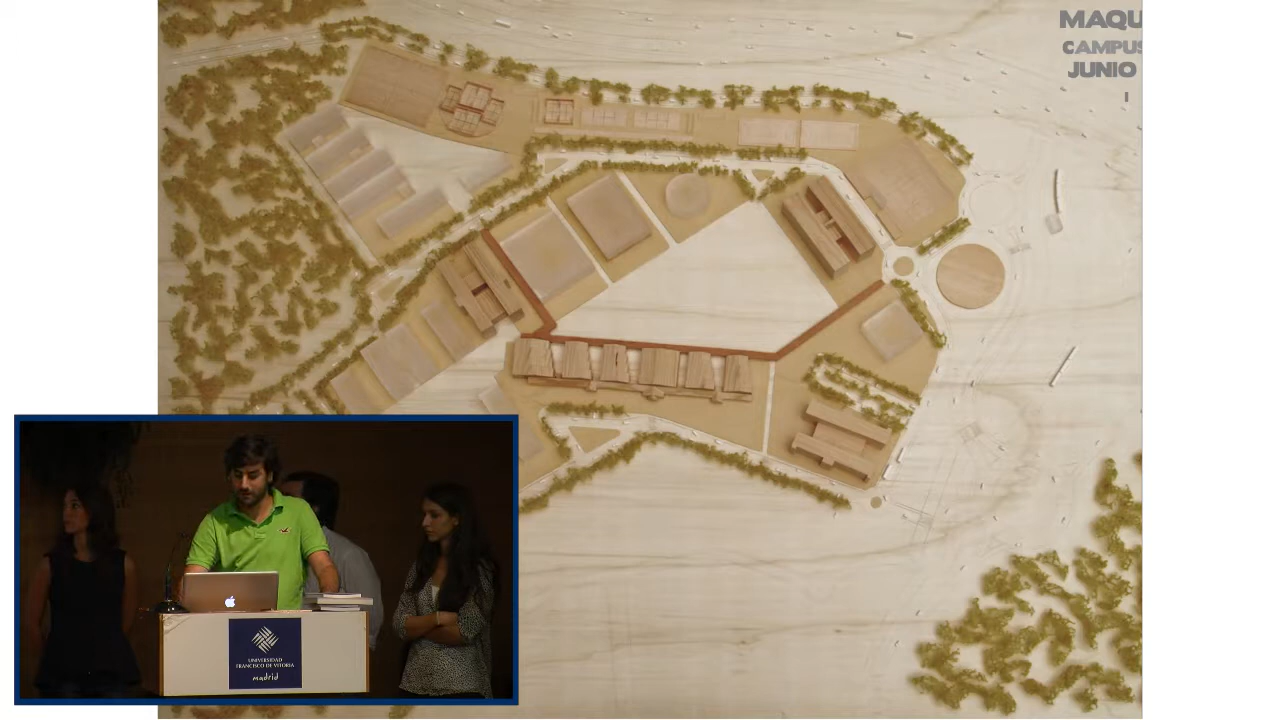 MAQU
CAMPUS
JUNIO
I
UNIVERSIDAD
FRANCISCO DE VITORIA
madrid